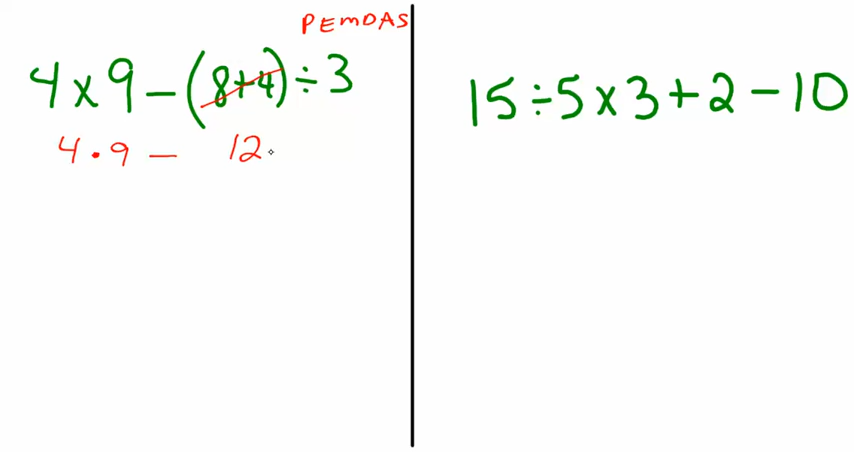 PEMDAS
4 x 9 - (8+4) ÷ 3
4 • 9 - 12
15 ÷ 5 x 3 + 2 - 10